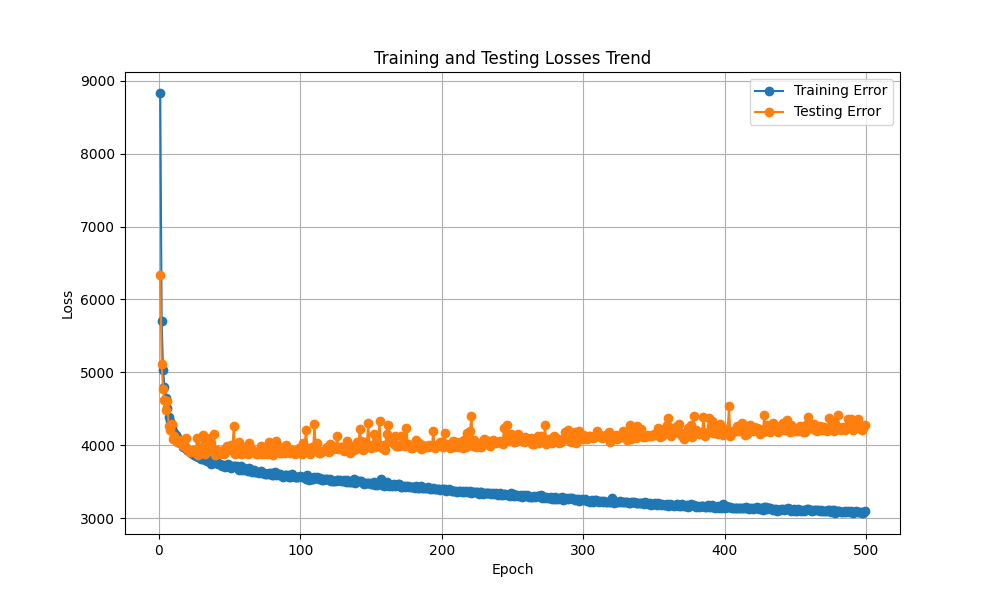 Training and Testing Losses Trend
Training Error
Testing Error
9000
8000
7000
6000
5000
4000
3000
Loss
0 100 200 300 400 500
Epoch